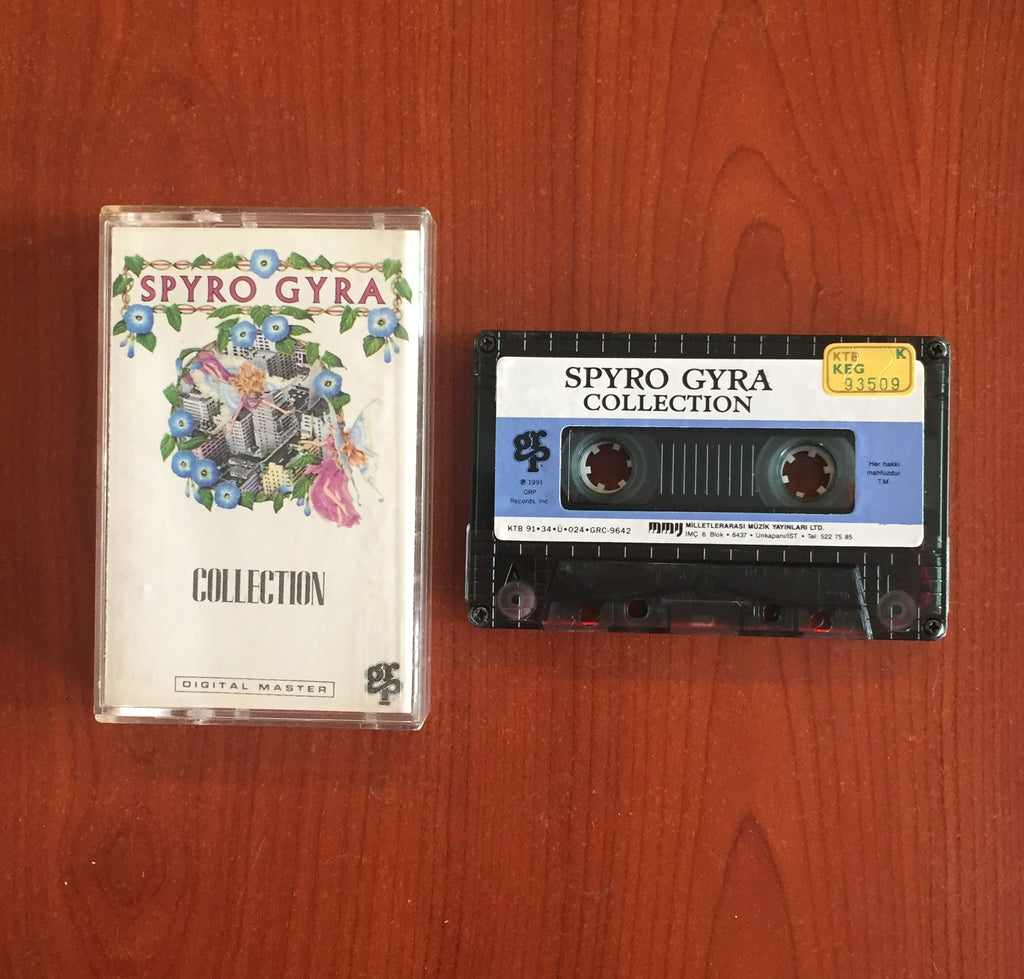 SPYRO GYRA
COLLECTION
DIGITAL MASTER
grp
SPYRO GYRA
COLLECTION
KTB K
KFG
93509
grp
℗ 1991
GRP
Records, Inc.
Her hakkı
mahfuzdur.
T.M.
KTB 91•34•Ü•024•GRC-9642
mmy MİLLETLERARASI MÜZİK YAYINLARI LTD.
İMÇ. 6. Blok • 6437 • Unkapanı/İST. • Tel: 522 75 85
A